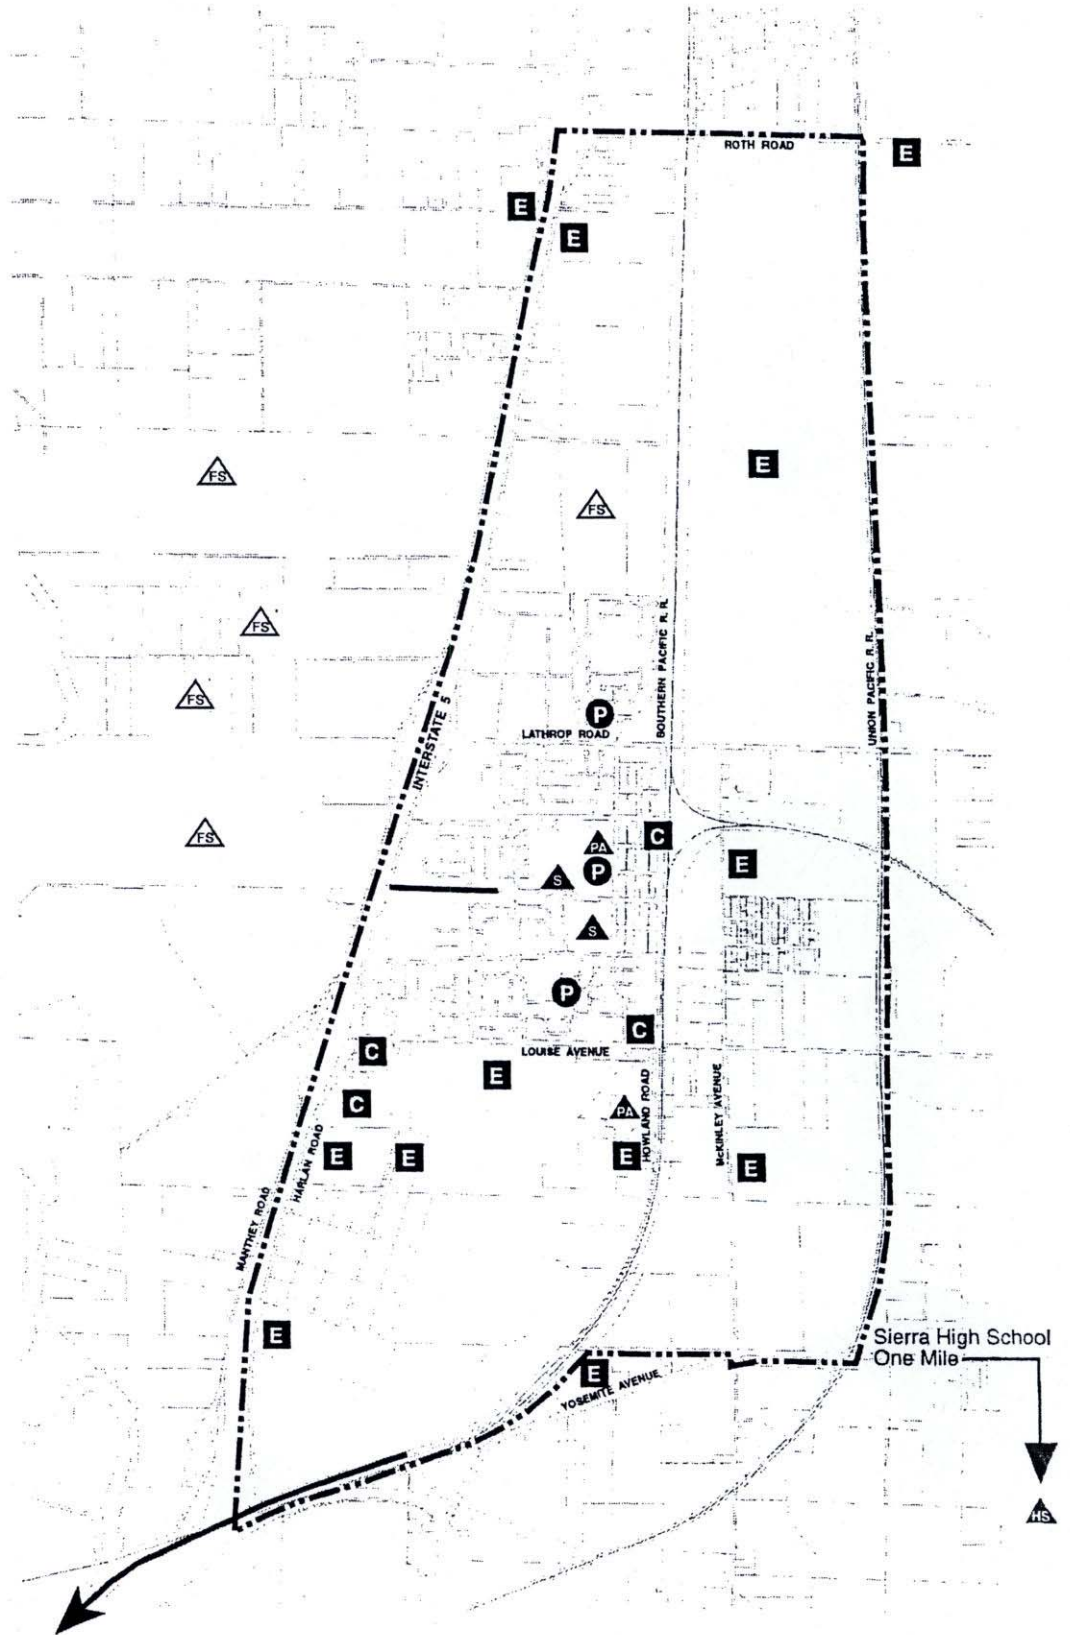 ROTH ROAD
E
E
E
E
FS
FS
FS
FS
SOUTHERN PACIFIC R. R.
UNION PACIFIC R. R.
INTERSTATE 5
P
LATHROP ROAD
FS
C
PA
P
E
S
S
P
C
C
LOUISE AVENUE
E
C
PA
HOWLAND ROAD
McKINLEY AVENUE
HARLAN ROAD
E
E
E
E
MANTHEY ROAD
E
Sierra High School
One Mile
E
YOSEMITE AVENUE
HS